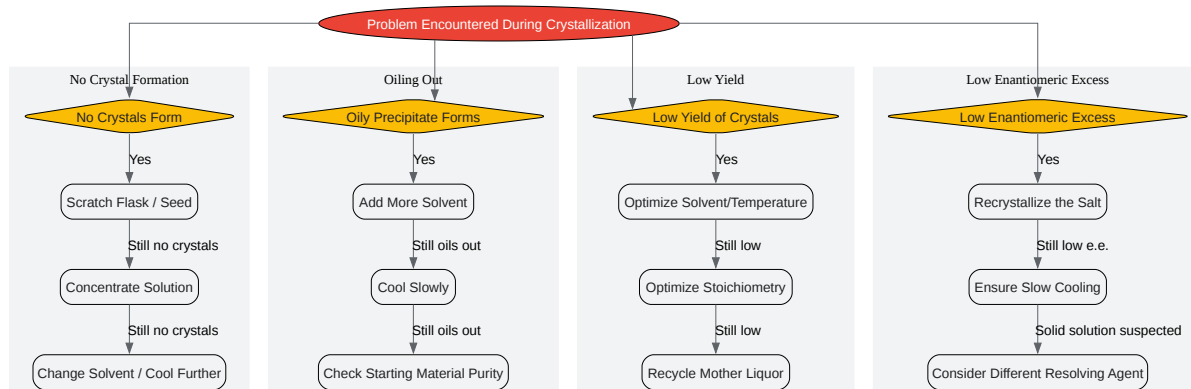 Problem Encountered During Crystallization
No Crystal Formation
No Crystals Form
Yes
Scratch Flask / Seed
Still no crystals
Concentrate Solution
Still no crystals
Change Solvent / Cool Further
Oiling Out
Oily Precipitate Forms
Yes
Add More Solvent
Still oils out
Cool Slowly
Still oils out
Check Starting Material Purity
Low Yield
Low Yield of Crystals
Yes
Optimize Solvent/Temperature
Still low
Optimize Stoichiometry
Still low
Recycle Mother Liquor
Low Enantiomeric Excess
Low Enantiomeric Excess
Yes
Recrystallize the Salt
Still low e.e.
Ensure Slow Cooling
Solid solution suspected
Consider Different Resolving Agent